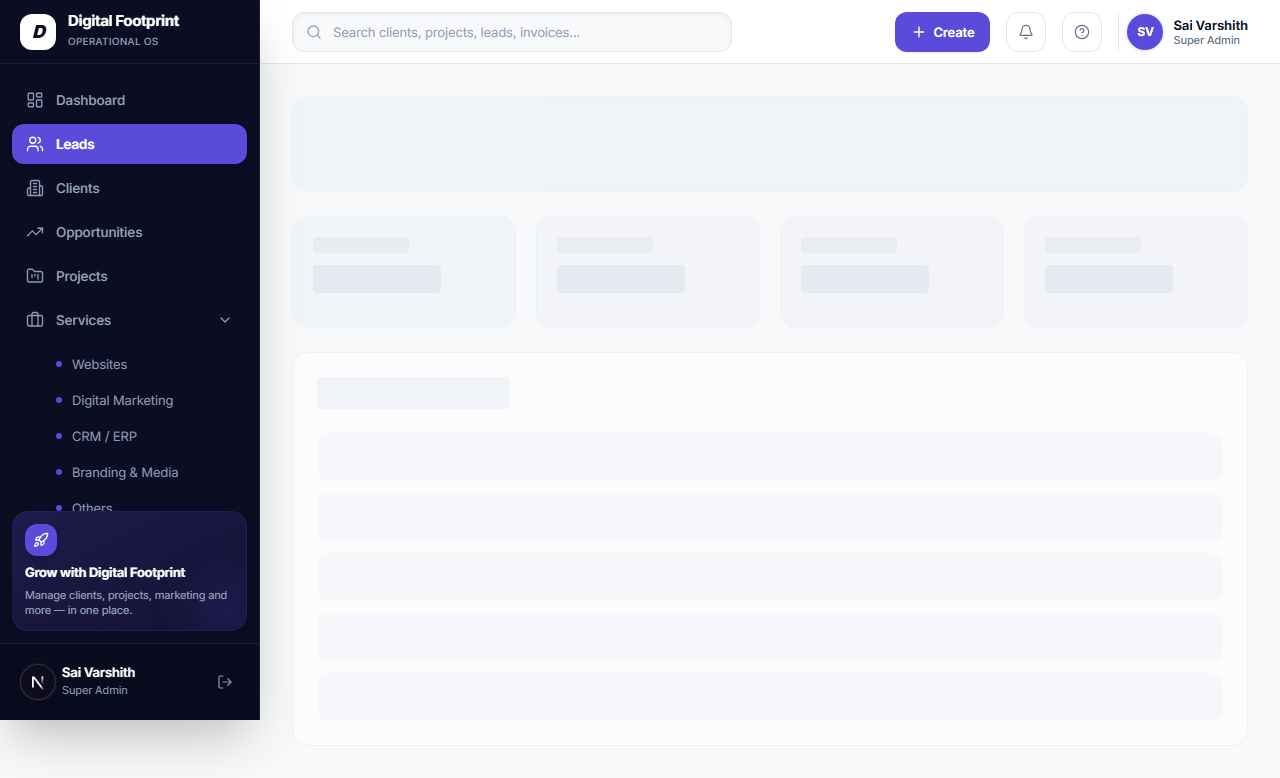 D
Digital Footprint
OPERATIONAL OS
Search clients, projects, leads, invoices...
Create
SV
Sai Varshith
Super Admin
Dashboard
Leads
Clients
Opportunities
Projects
Services
Websites
Digital Marketing
CRM / ERP
Branding & Media
Others
Grow with Digital Footprint
Manage clients, projects, marketing and
more — in one place.
N
Sai Varshith
Super Admin